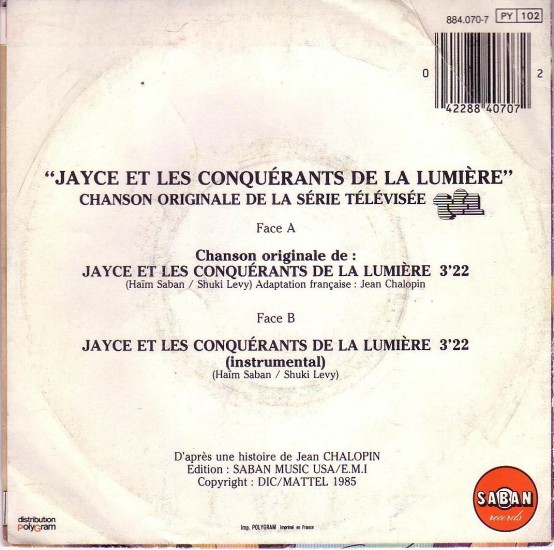 884.070-7 PY 102
0 2
42288 40707
"JAYCE ET LES CONQUÉRANTS DE LA LUMIÈRE"
CHANSON ORIGINALE DE LA SÉRIE TÉLÉVISÉE tf1
Face A
Chanson originale de :
JAYCE ET LES CONQUÉRANTS DE LA LUMIÈRE 3'22
(Haïm Saban / Shuki Levy) Adaptation française : Jean Chalopin
Face B
JAYCE ET LES CONQUÉRANTS DE LA LUMIÈRE 3'22
(instrumental)
(Haïm Saban / Shuki Levy)
D'après une histoire de Jean CHALOPIN
Edition : SABAN MUSIC USA/E.M.I
Copyright : DIC/MATTEL 1985
SABAN
records
distribution
polyGram
Imp. POLYGRAM Imprimé en France